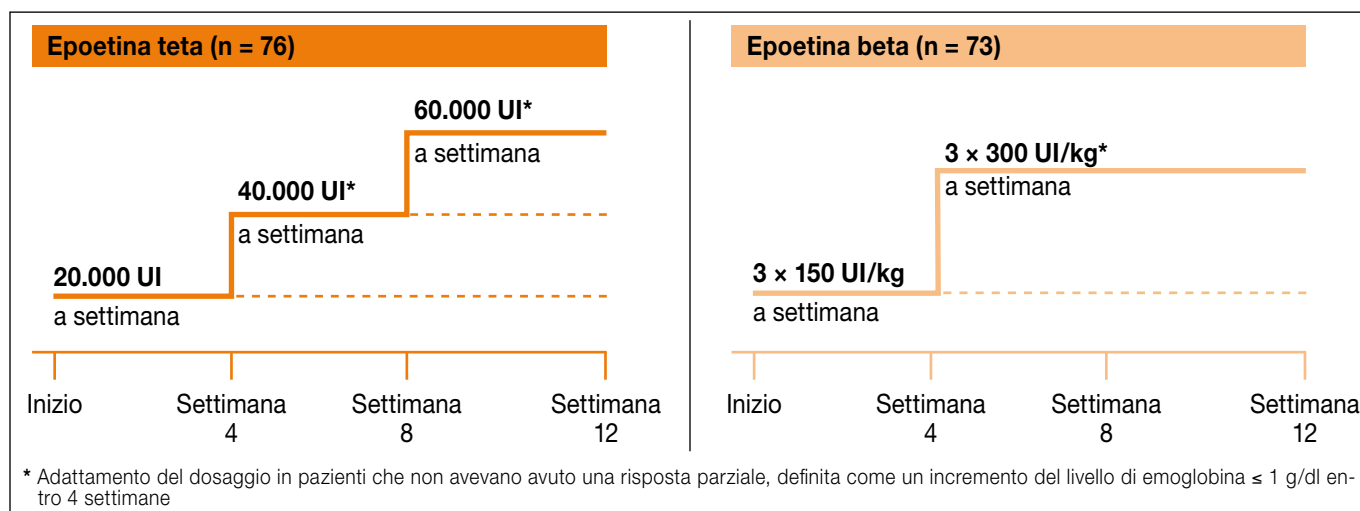 Epoetina teta (n = 76)
60.000 UI*
a settimana
40.000 UI*
a settimana
20.000 UI
a settimana
Inizio
Settimana
4
Settimana
8
Settimana
12
Epoetina beta (n = 73)
3 × 300 UI/kg*
a settimana
3 × 150 UI/kg
a settimana
Inizio
Settimana
4
Settimana
8
Settimana
12
* Adattamento del dosaggio in pazienti che non avevano avuto una risposta parziale, definita come un incremento del livello di emoglobina ≤ 1 g/dl en-
tro 4 settimane